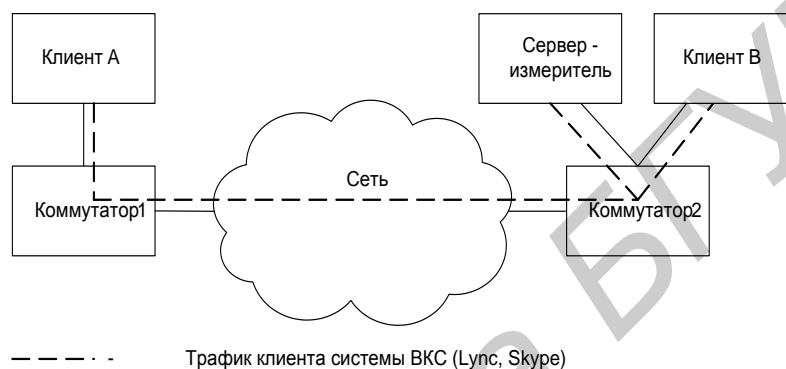 Клиент А
Сервер -
измеритель
Клиент В
Сеть
Коммутатор1
Коммутатор2
Трафик клиента системы ВКС (Lync, Skype)